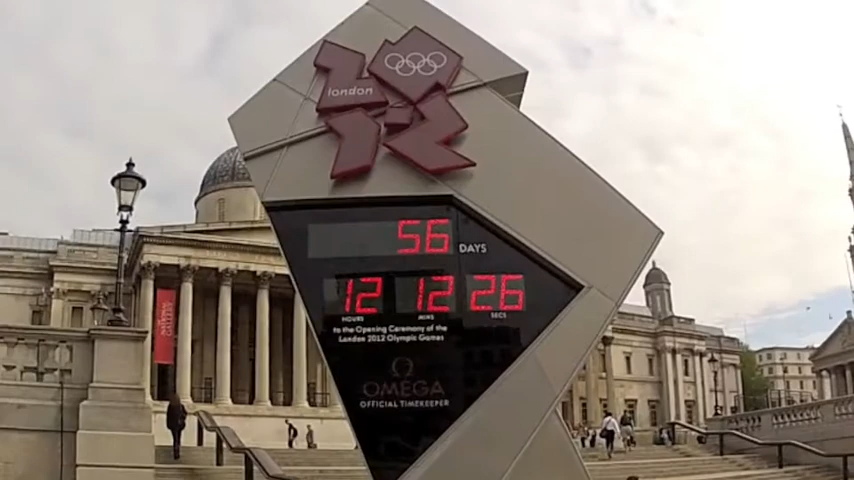 london
56 DAYS
12 12 26
HOURS MINS SECS
to the Opening Ceremony of the
London 2012 Olympic Games
OMEGA
OFFICIAL TIMEKEEPER